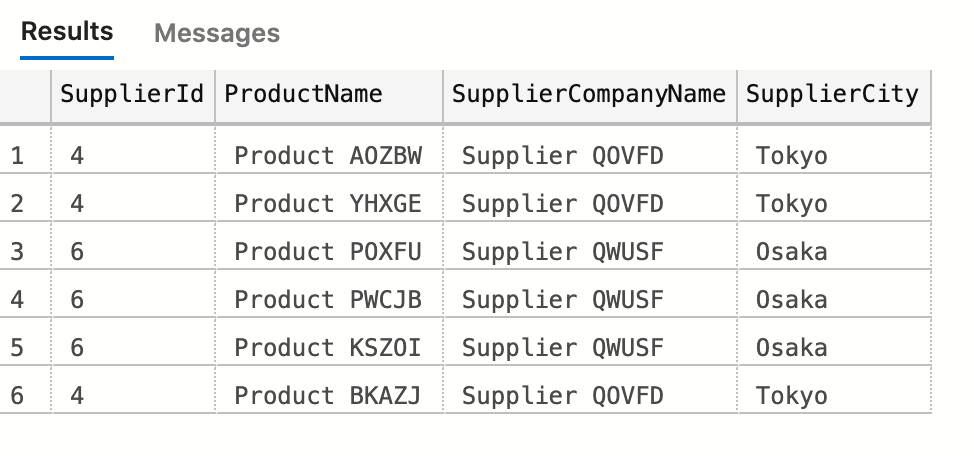 Results Messages
SupplierId ProductName SupplierCompanyName SupplierCity
1 4 Product AOZBW Supplier QOVFD Tokyo
2 4 Product YHXGE Supplier QOVFD Tokyo
3 6 Product POXFU Supplier QWUSF Osaka
4 6 Product PWCJB Supplier QWUSF Osaka
5 6 Product KSZOI Supplier QWUSF Osaka
6 4 Product BKAZJ Supplier QOVFD Tokyo